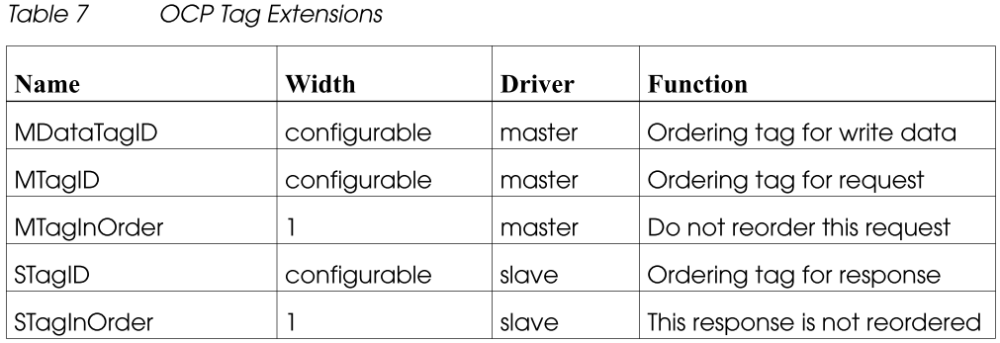 Table 7 OCP Tag Extensions
Name Width Driver Function
MDataTagID configurable master Ordering tag for write data
MTagID configurable master Ordering tag for request
MTagInOrder 1 master Do not reorder this request
STagID configurable slave Ordering tag for response
STagInOrder 1 slave This response is not reordered